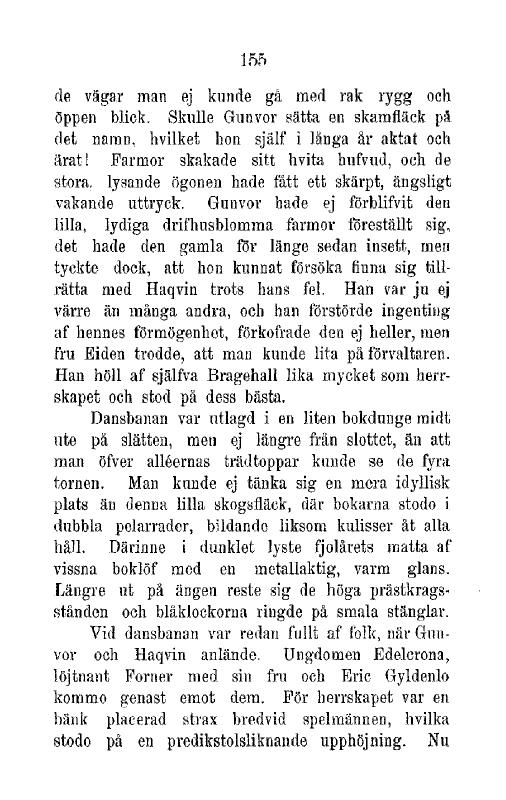 155
de vägar man ej kunde gå med rak rygg och
öppen blick. Skulle Gunvor sätta en skamfläck på
det namn, hvilket hon själf i långa år aktat och
ärat! Farmor skakade sitt hvita hufvud, och de
stora, lysande ögonen hade fått ett skärpt, ängsligt
vakande uttryck. Gunvor hade ej förblifvit den
lilla, lydiga drifhusblomma farmor föreställt sig,
det hade den gamla för länge sedan insett, men
tyckte dock, att hon kunnat försöka finna sig till-
rätta med Haqvin trots hans fel. Han var ju ej
värre än många andra, och han förstörde ingenting
af hennes förmögenhet, förkofrade den ej heller, men
fru Eiden trodde, att man kunde lita på förvaltaren.
Han höll af själfva Bragehall lika mycket som herr-
skapet och stod på dess bästa.
Dansbanan var utlagd i en liten bokdunge midt
ute på slätten, men ej längre från slottet, än att
man öfver alléernas trädtoppar kunde se de fyra
tornen. Man kunde ej tänka sig en mera idyllisk
plats än denna lilla skogsfläck, där bokarna stodo i
dubbla pelarrader, bildande liksom kulisser åt alla
håll. Därinne i dunklet lyste fjolårets matta af
vissna boklöf med en metallaktig, varm glans.
Längre ut på ängen reste sig de höga prästkrags-
stånden och blåklockorna ringde på smala stänglar.
Vid dansbanan var redan fullt af folk, när Gun-
vor och Haqvin anlände. Ungdomen Edelcrona,
löjtnant Forner med sin fru och Eric Gyldenlo
kommo genast emot dem. För herrskapet var en
bänk placerad strax bredvid spelmännen, hvilka
stodo på en predikstolsliknande upphöjning. Nu